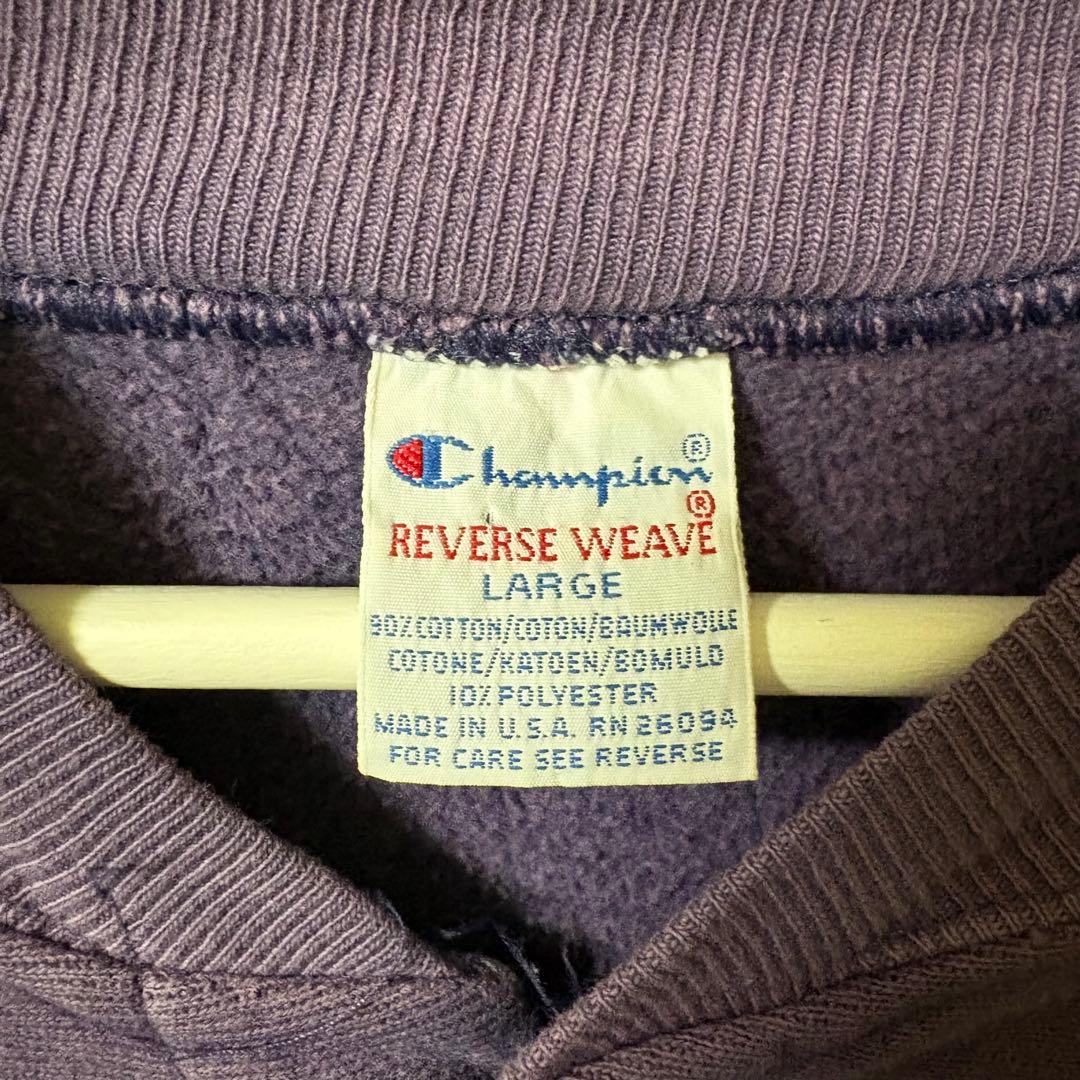 Champion®
REVERSE WEAVE®
LARGE
90% COTTON/COTON/BAUMWOLLE
COTONE/KATOEN/BOMULD
10% POLYESTER
MADE IN U.S.A. RN 26094
FOR CARE SEE REVERSE